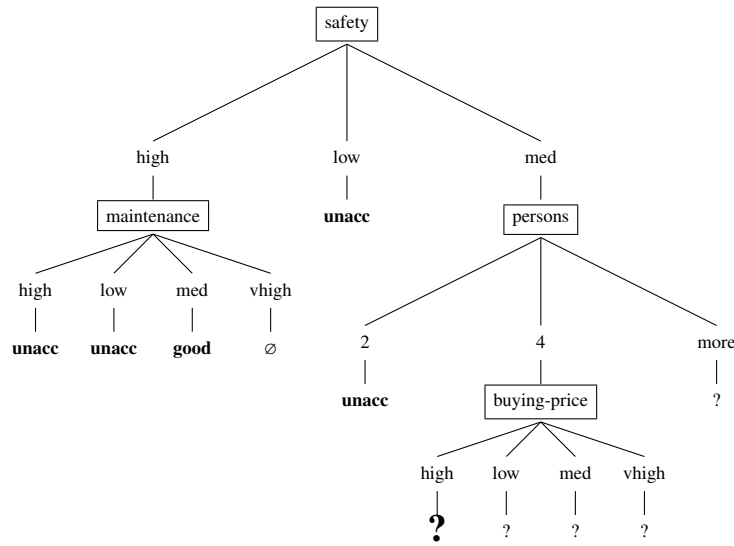 safety
high low med
maintenance unacc persons
high low med vhigh
unacc unacc good ∅
2 4 more
unacc buying-price ?
high low med vhigh
? ? ? ?